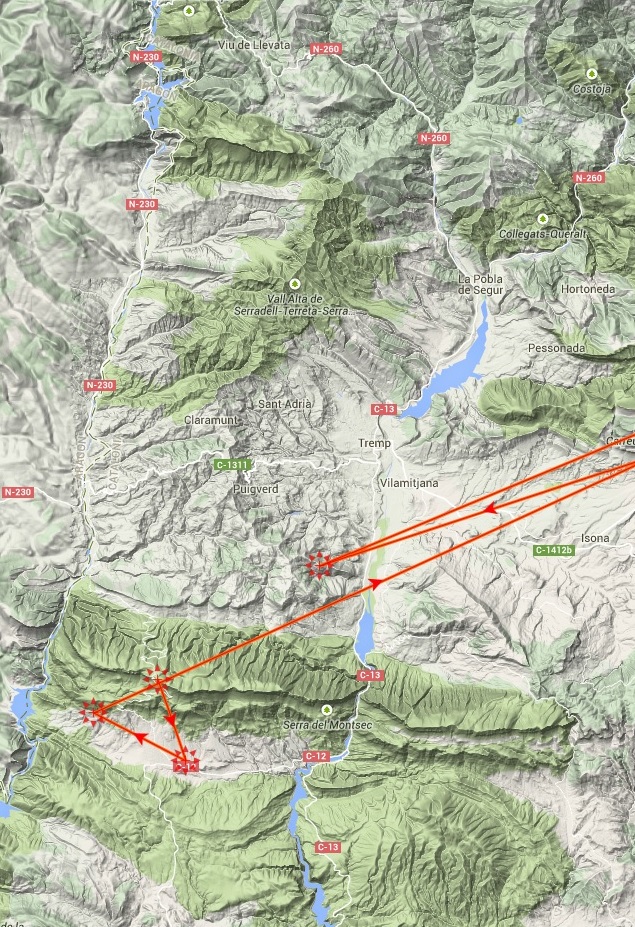 Viu de Llevata
N-260
N-230
Costoja
N-260
N-260
N-230
Collegats-Queralt
La Pobla
de Segur
Hortoneda
Vall Alta de
Serradell-Terreta-Serra...
Pessonada
N-230
Sant Adrià
C-13
Claramunt
Tremp
C-1311
Puigverd
Vilamitjana
N-230
Isona
C-1412b
C-13
Serra del Montsec
C-12
C-13
de la